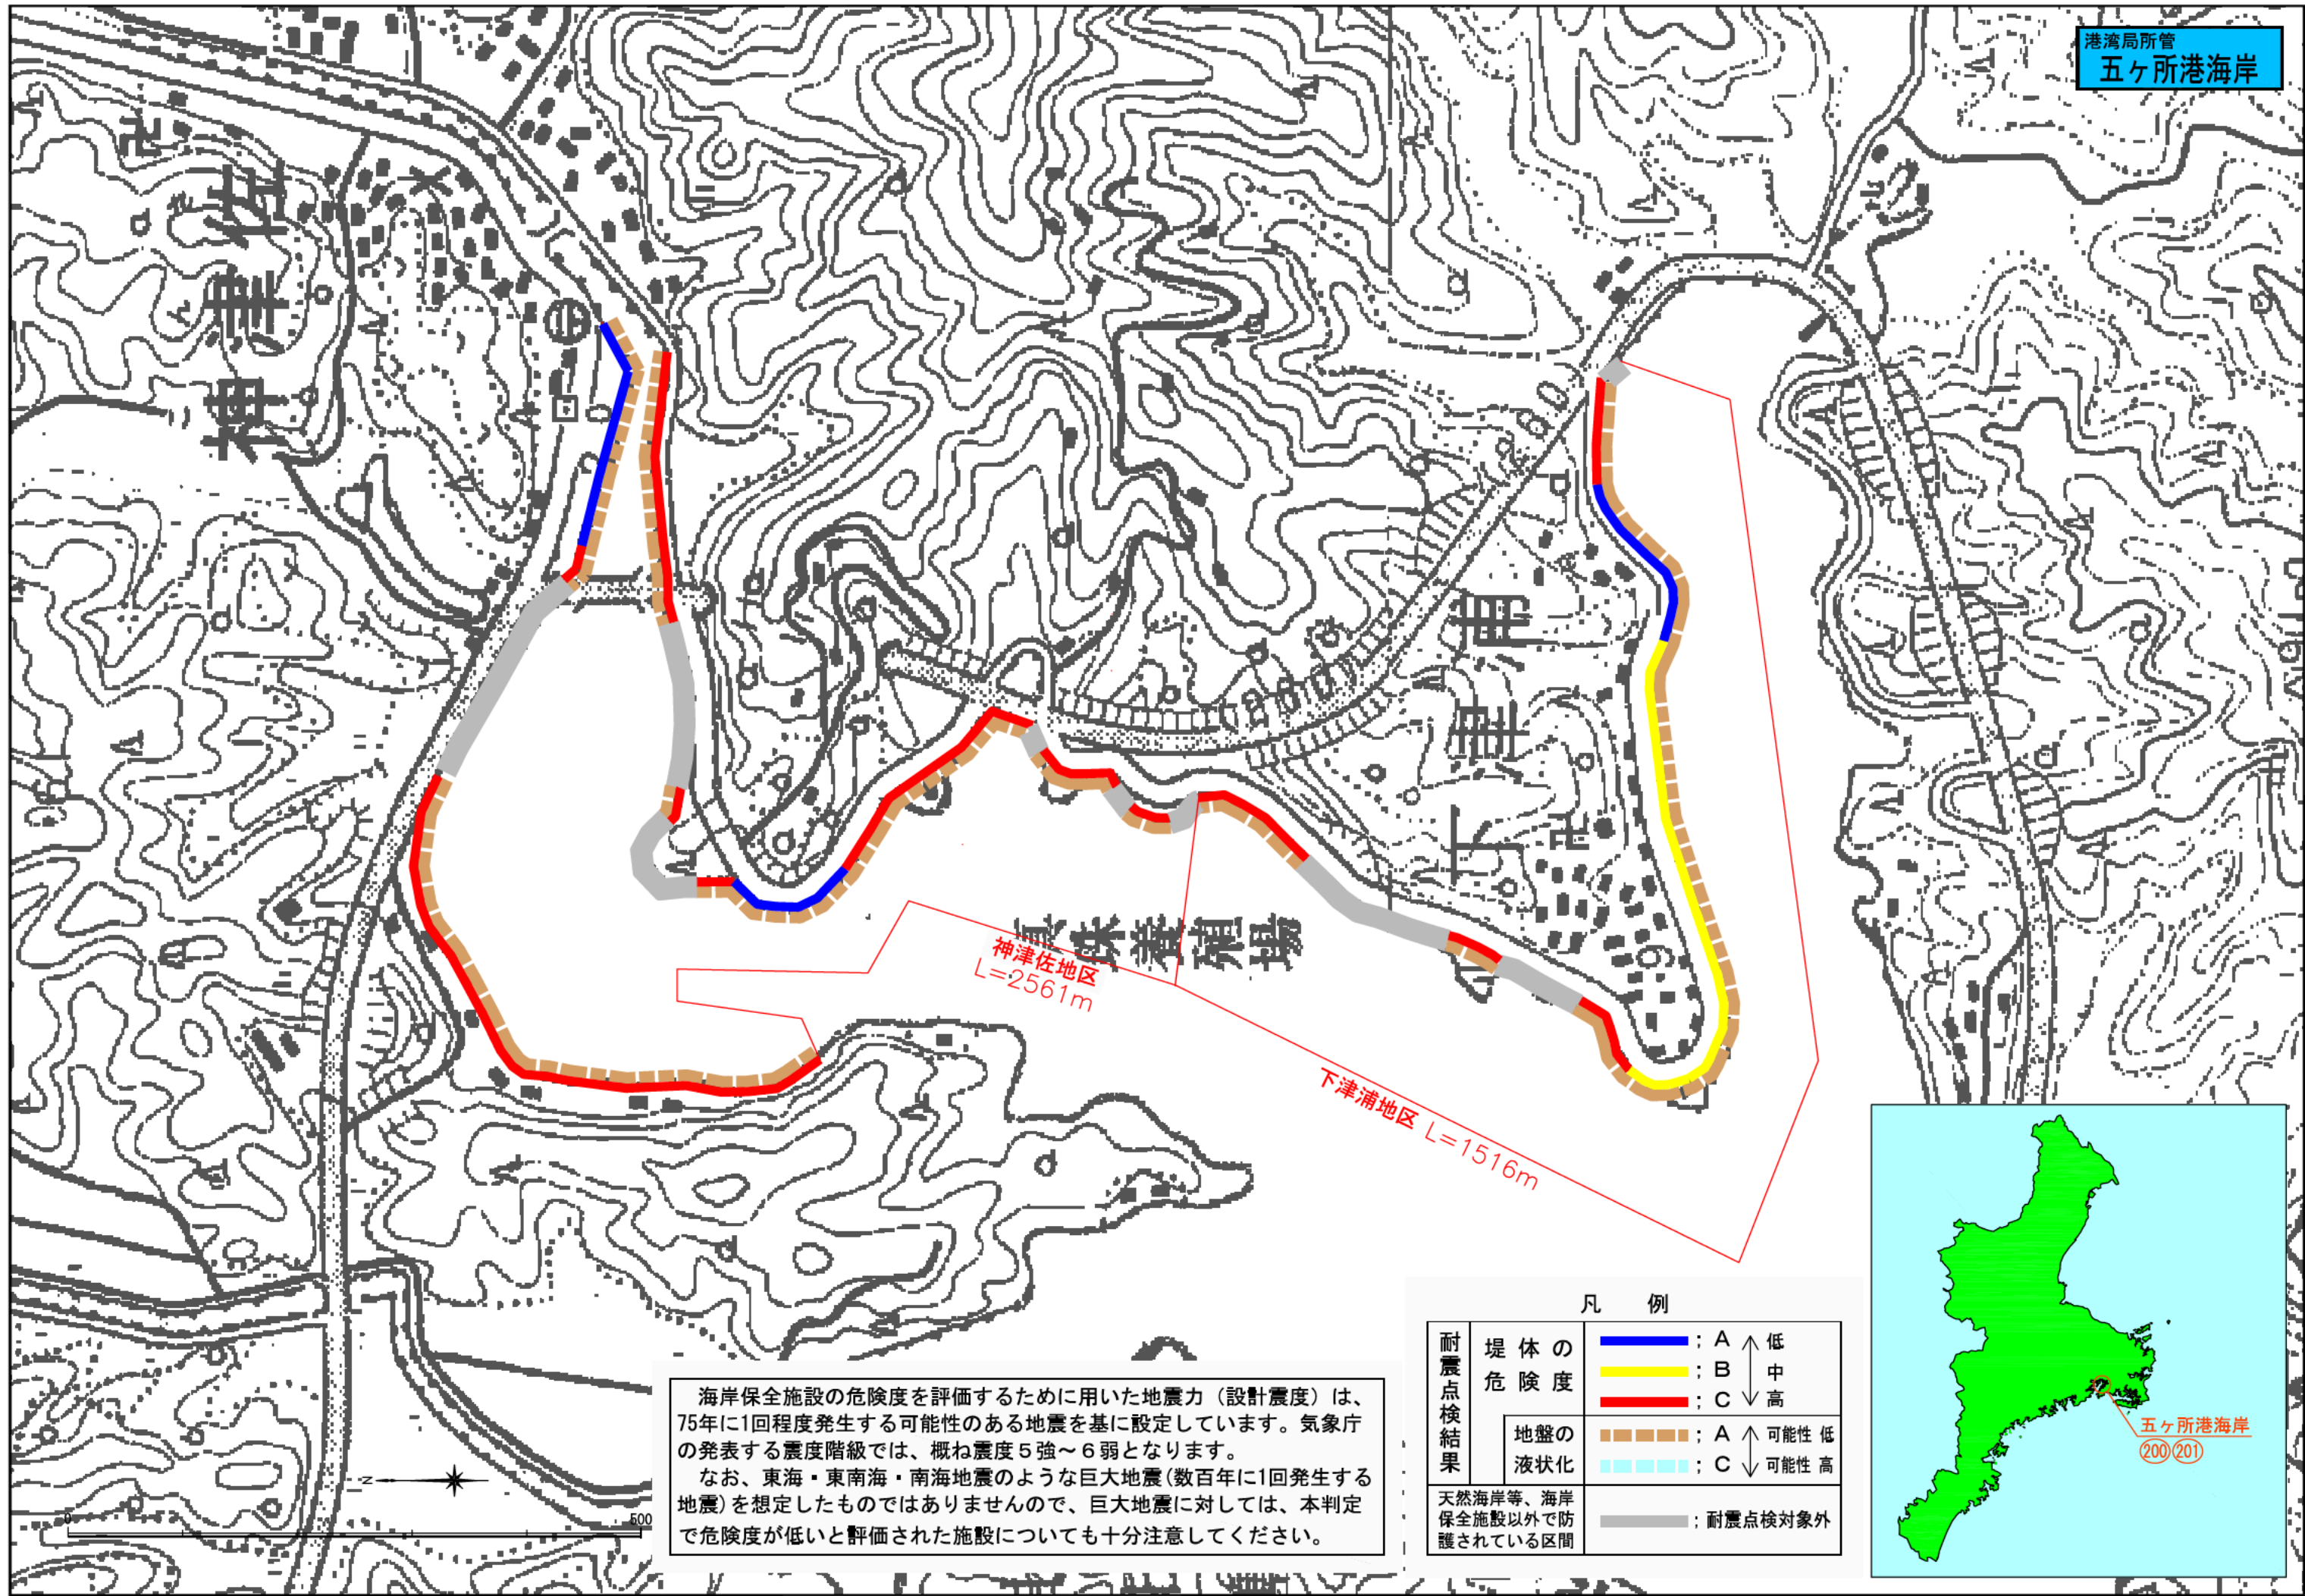 港湾局所管
五ヶ所港海岸
神津佐
下津浦
真珠養殖場
神津佐地区
L=2561m
下津浦地区 L=1516m
凡 例
耐震点検結果
堤体の
危険度
; A 低
; B 中
; C 高
地盤の
液状化
; A 可能性 低
; C 可能性 高
天然海岸等、海岸
保全施設以外で防
護されている区間
; 耐震点検対象外
海岸保全施設の危険度を評価するために用いた地震力（設計震度）は、
75年に1回程度発生する可能性のある地震を基に設定しています。気象庁
の発表する震度階級では、概ね震度５強～６弱となります。
なお、東海・東南海・南海地震のような巨大地震(数百年に1回発生する
地震)を想定したものではありませんので、巨大地震に対しては、本判定
で危険度が低いと評価された施設についても十分注意してください。
N
0
500
五ヶ所港海岸
200 201